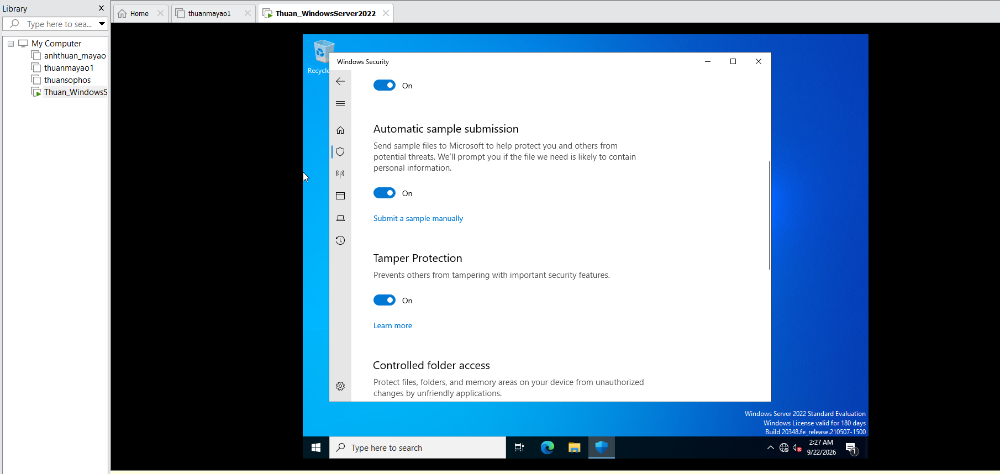 Library
Type here to sea...
My Computer
anhthuan_mayao
thuanmayao1
thuansophos
Thuan_WindowsS
Home
thuanmayao1
Thuan_WindowsServer2022
Recycle
Windows Security
On
Automatic sample submission
Send sample files to Microsoft to help protect you and others from
potential threats. We'll prompt you if the file we need is likely to contain
personal information.
On
Submit a sample manually
Tamper Protection
Prevents others from tampering with important security features.
On
Learn more
Controlled folder access
Protect files, folders, and memory areas on your device from unauthorized
changes by unfriendly applications.
Windows Server 2022 Standard Evaluation
Windows License valid for 180 days
Build 20348.fe_release.210507-1500
Type here to search
2:27 AM
9/22/2026
1